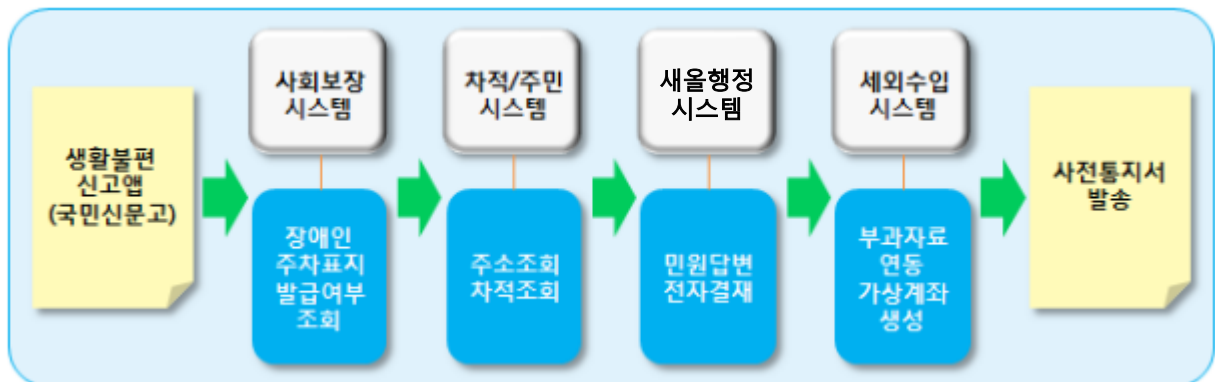 생활불편
신고앱
(국민신문고)
사회보장
시스템
장애인
주차표지
발급여부
조회
차적/주민
시스템
주소조회
차적조회
새올행정
시스템
민원답변
전자결재
세외수입
시스템
부과자료
연동
가상계좌
생성
사전통지서
발송